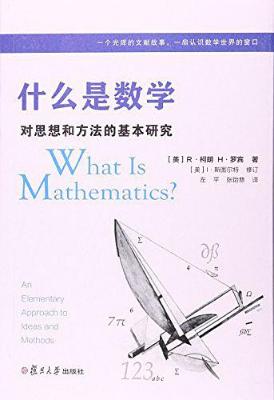 一个光辉的文献故事，一扇认识数学世界的窗口
什么是数学
对思想和方法的基本研究
What Is
Mathematics?
[美] R·柯朗 H·罗宾 著
[美] I·斯图尔特 修订
左平 张饴慈 译
An
Elementary
Approach to
Ideas and
Methods
%
π
123
abc
復旦大學出版社